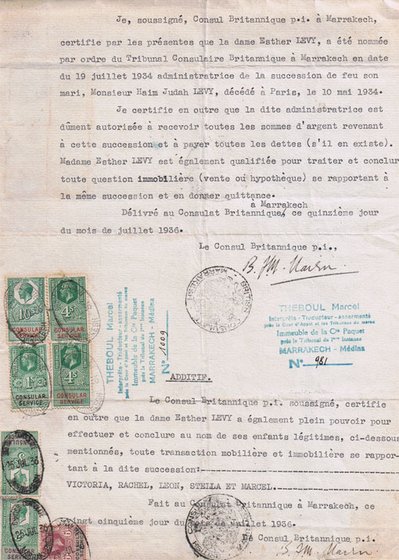 Je, soussigné, Consul Britannique p.i. à Marrakech,
certifie par les présentes que la dame Esther LEVY, a été nommée
par ordre du Tribunal Consulaire Britannique à Marrakech en date
du 19 juillet 1934 administratrice de la succession de feu son
mari, Monsieur Haim Judah LEVY, décédé à Paris, le 10 mai 1934.
Je certifie en outre que la dite administratrice est
dûment autorisée à recevoir toutes les sommes d'argent revenant
à cette succession et à payer toutes les dettes (s'il en existe).
Madame Esther LEVY est également qualifiée pour traiter et conclure
toute question immobilière (vente ou hypothèque) se rapportant à
la même succession et en donner quittance.
à Marrakech
Délivré au Consulat Britannique, ce quinzième jour
du mois de juillet 1936.
Le Consul Britannique p.i.,
THEBOUL Marcel
Interprète - Traducteur - Assermenté
Immeuble de la Cie Paquet
près le Tribunal de 1ère Instance
MARRAKECH - Médina
N° 1009
THEBOUL Marcel
Interprète - Traducteur - Assermenté
Immeuble de la Cie Paquet
près le Tribunal de 1ère Instance
MARRAKECH - Médina
N° 981
CONSULAR SERVICE
CONSULAR SERVICE
CONSULAR SERVICE
CONSULAR SERVICE
ADDITIF.
Le Consul Britannique p.i. soussigné, certifie
en outre que la dame Esther LEVY a également plein pouvoir pour
effectuer et conclure au nom de ses enfants légitimes, ci-dessous
mentionnés, toute transaction mobilière et immobilière se rappor-
tant à la dite succession:
VICTORIA, RACHEL, LEON, STELLA ET MARCEL.
Fait au Consulat Britannique à Marrakech, ce
vingt cinquième jour de juillet 1936.
Le Consul Britannique p.i.